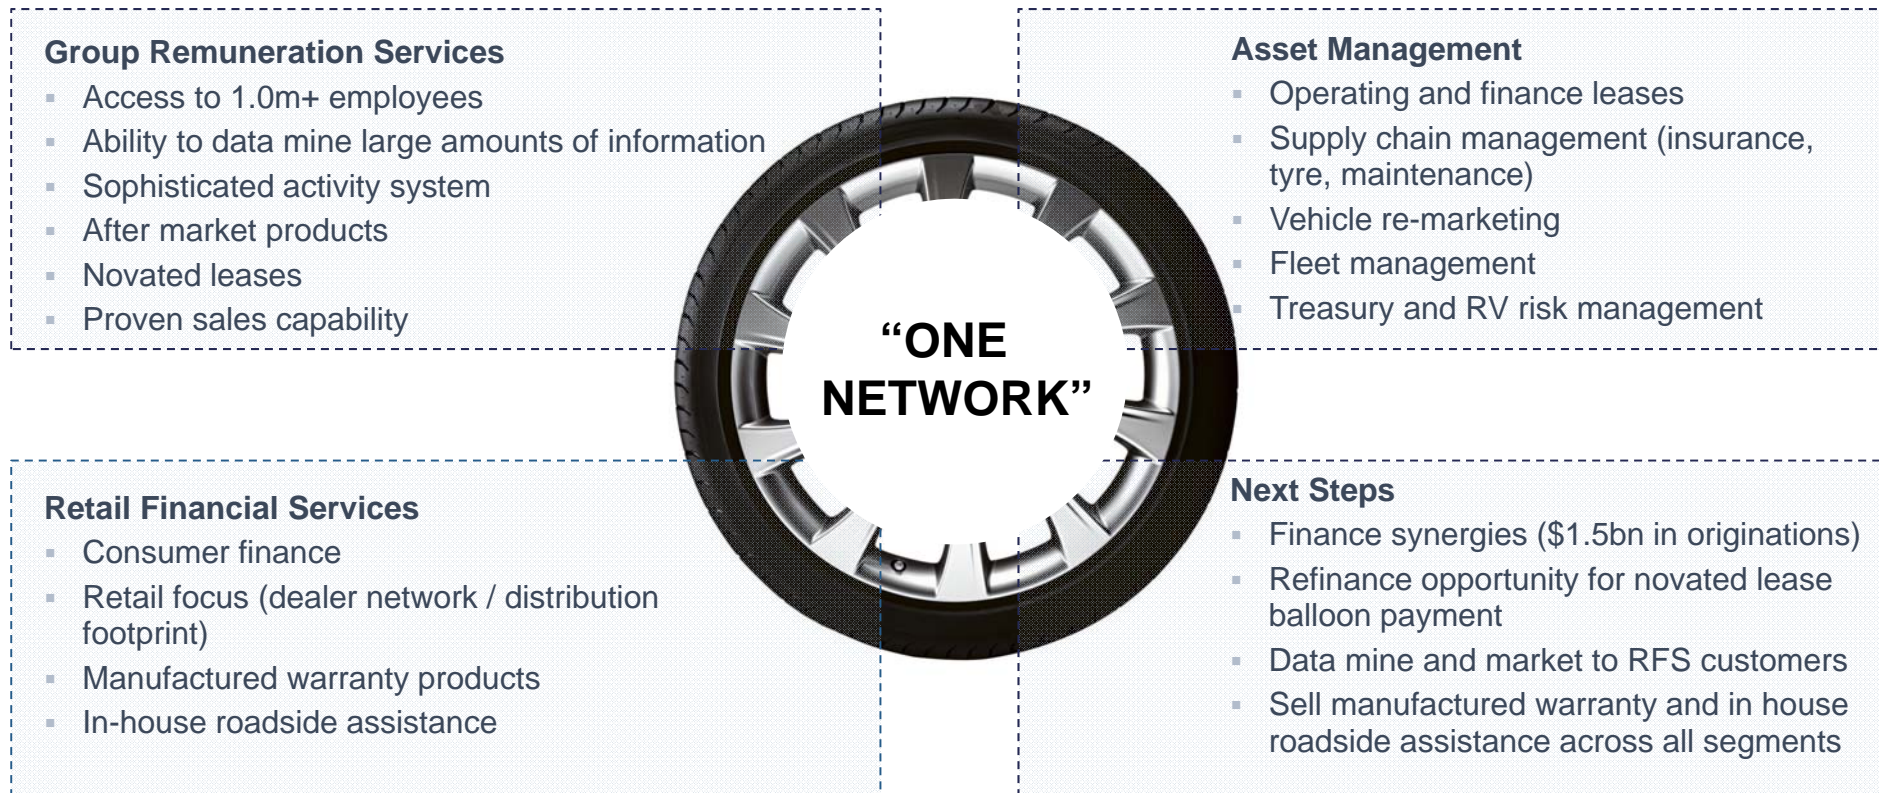 Group Remuneration Services
▪ Access to 1.0m+ employees
▪ Ability to data mine large amounts of information
▪ Sophisticated activity system
▪ After market products
▪ Novated leases
▪ Proven sales capability
Asset Management
▪ Operating and finance leases
▪ Supply chain management (insurance,
tyre, maintenance)
▪ Vehicle re-marketing
▪ Fleet management
▪ Treasury and RV risk management
“ONE
NETWORK”
Retail Financial Services
▪ Consumer finance
▪ Retail focus (dealer network / distribution
footprint)
▪ Manufactured warranty products
▪ In-house roadside assistance
Next Steps
▪ Finance synergies ($1.5bn in originations)
▪ Refinance opportunity for novated lease
balloon payment
▪ Data mine and market to RFS customers
▪ Sell manufactured warranty and in house
roadside assistance across all segments